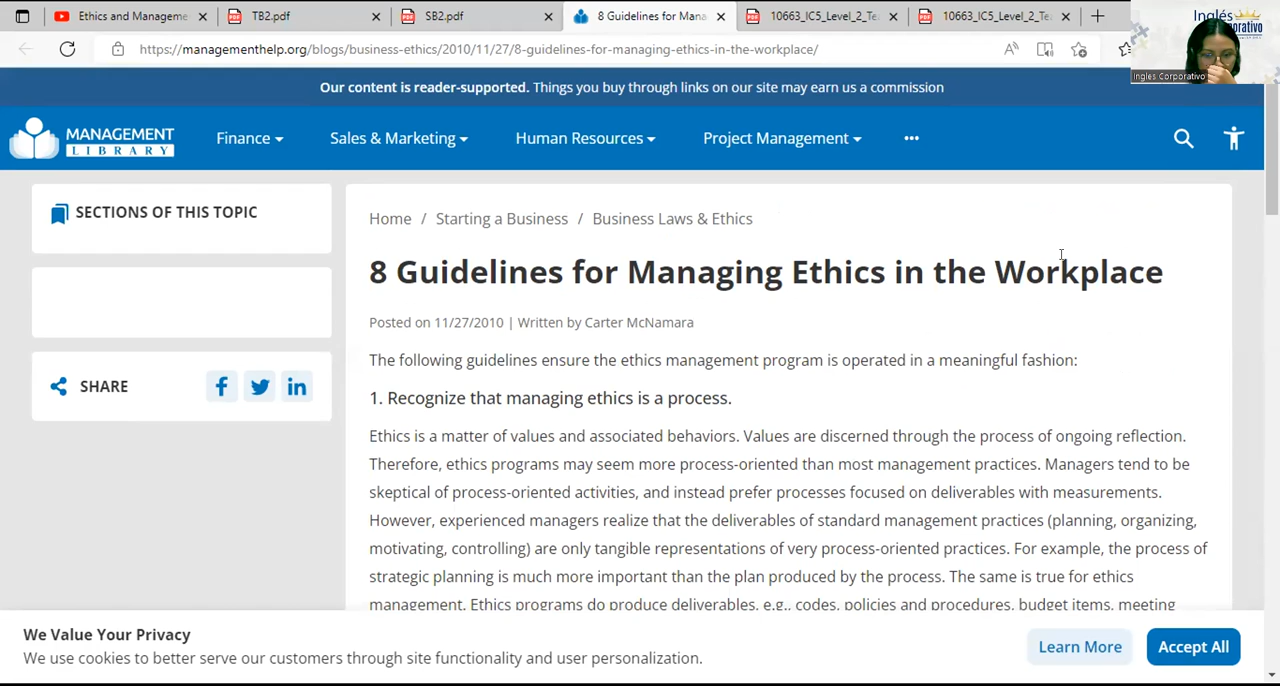 Ethics and Manageme
TB2.pdf
SB2.pdf
8 Guidelines for Mana
10663_IC5_Level_2_Te
10663_IC5_Level_2_Te
Inglés
Ingles Corporativo
https://managementhelp.org/blogs/business-ethics/2010/11/27/8-guidelines-for-managing-ethics-in-the-workplace/
Our content is reader-supported. Things you buy through links on our site may earn us a commission
MANAGEMENT
LIBRARY
Finance
Sales & Marketing
Human Resources
Project Management
SECTIONS OF THIS TOPIC
SHARE
Home / Starting a Business / Business Laws & Ethics
8 Guidelines for Managing Ethics in the Workplace
Posted on 11/27/2010 | Written by Carter McNamara
The following guidelines ensure the ethics management program is operated in a meaningful fashion:
1. Recognize that managing ethics is a process.
Ethics is a matter of values and associated behaviors. Values are discerned through the process of ongoing reflection.
Therefore, ethics programs may seem more process-oriented than most management practices. Managers tend to be
skeptical of process-oriented activities, and instead prefer processes focused on deliverables with measurements.
However, experienced managers realize that the deliverables of standard management practices (planning, organizing,
motivating, controlling) are only tangible representations of very process-oriented practices. For example, the process of
strategic planning is much more important than the plan produced by the process. The same is true for ethics
management. Ethics programs do produce deliverables, e.g., codes, policies and procedures, budget items, meeting
We Value Your Privacy
We use cookies to better serve our customers through site functionality and user personalization.
Learn More
Accept All